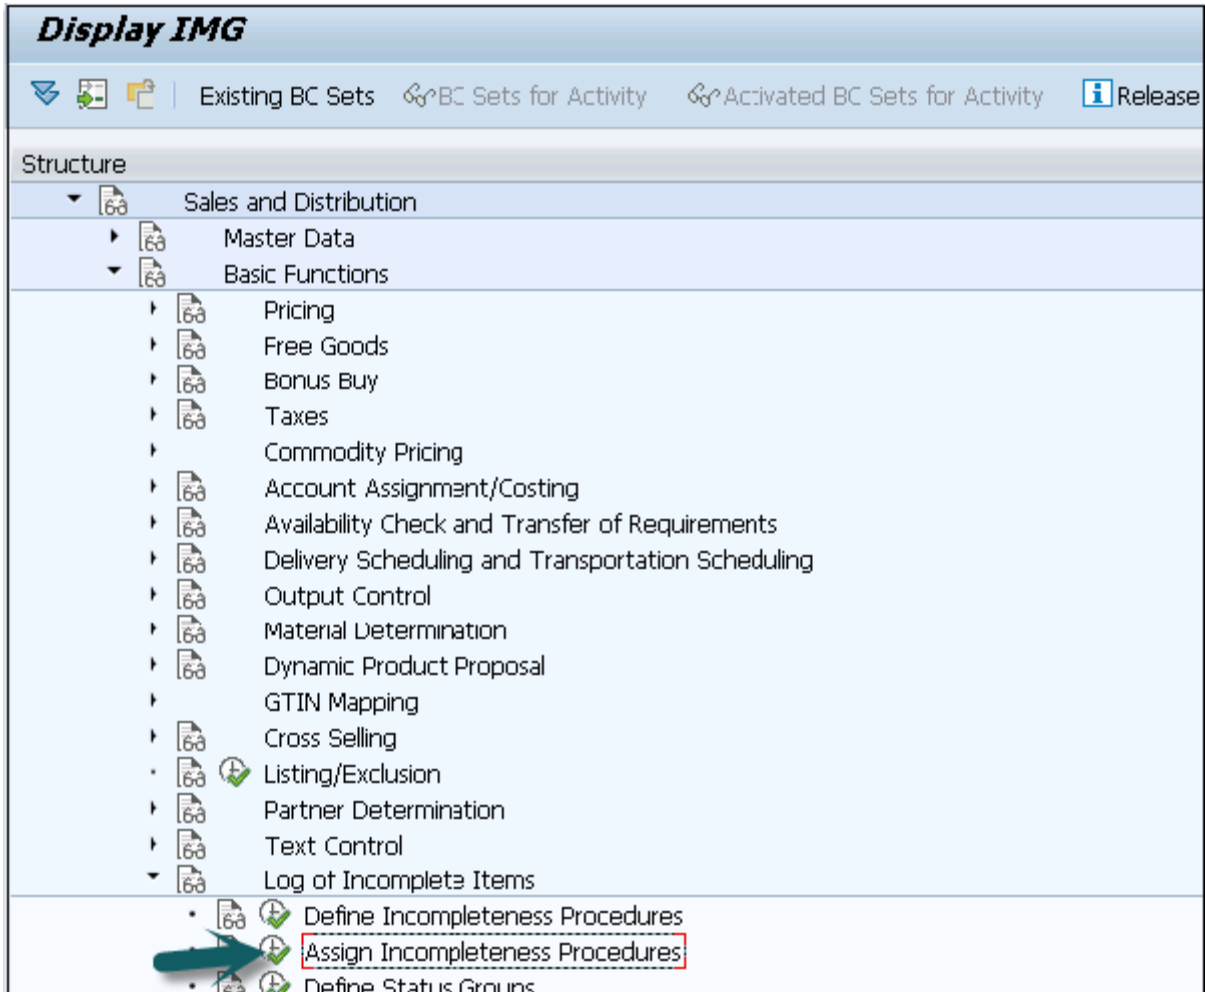 Display IMG
Existing BC Sets BC Sets for Activity Activated BC Sets for Activity Release
Structure
Sales and Distribution
Master Data
Basic Functions
Pricing
Free Goods
Bonus Buy
Taxes
Commodity Pricing
Account Assignment/Costing
Availability Check and Transfer of Requirements
Delivery Scheduling and Transportation Scheduling
Output Control
Material Determination
Dynamic Product Proposal
GTIN Mapping
Cross Selling
Listing/Exclusion
Partner Determination
Text Control
Log of Incomplete Items
Define Incompleteness Procedures
Assign Incompleteness Procedures
Define Status Groups